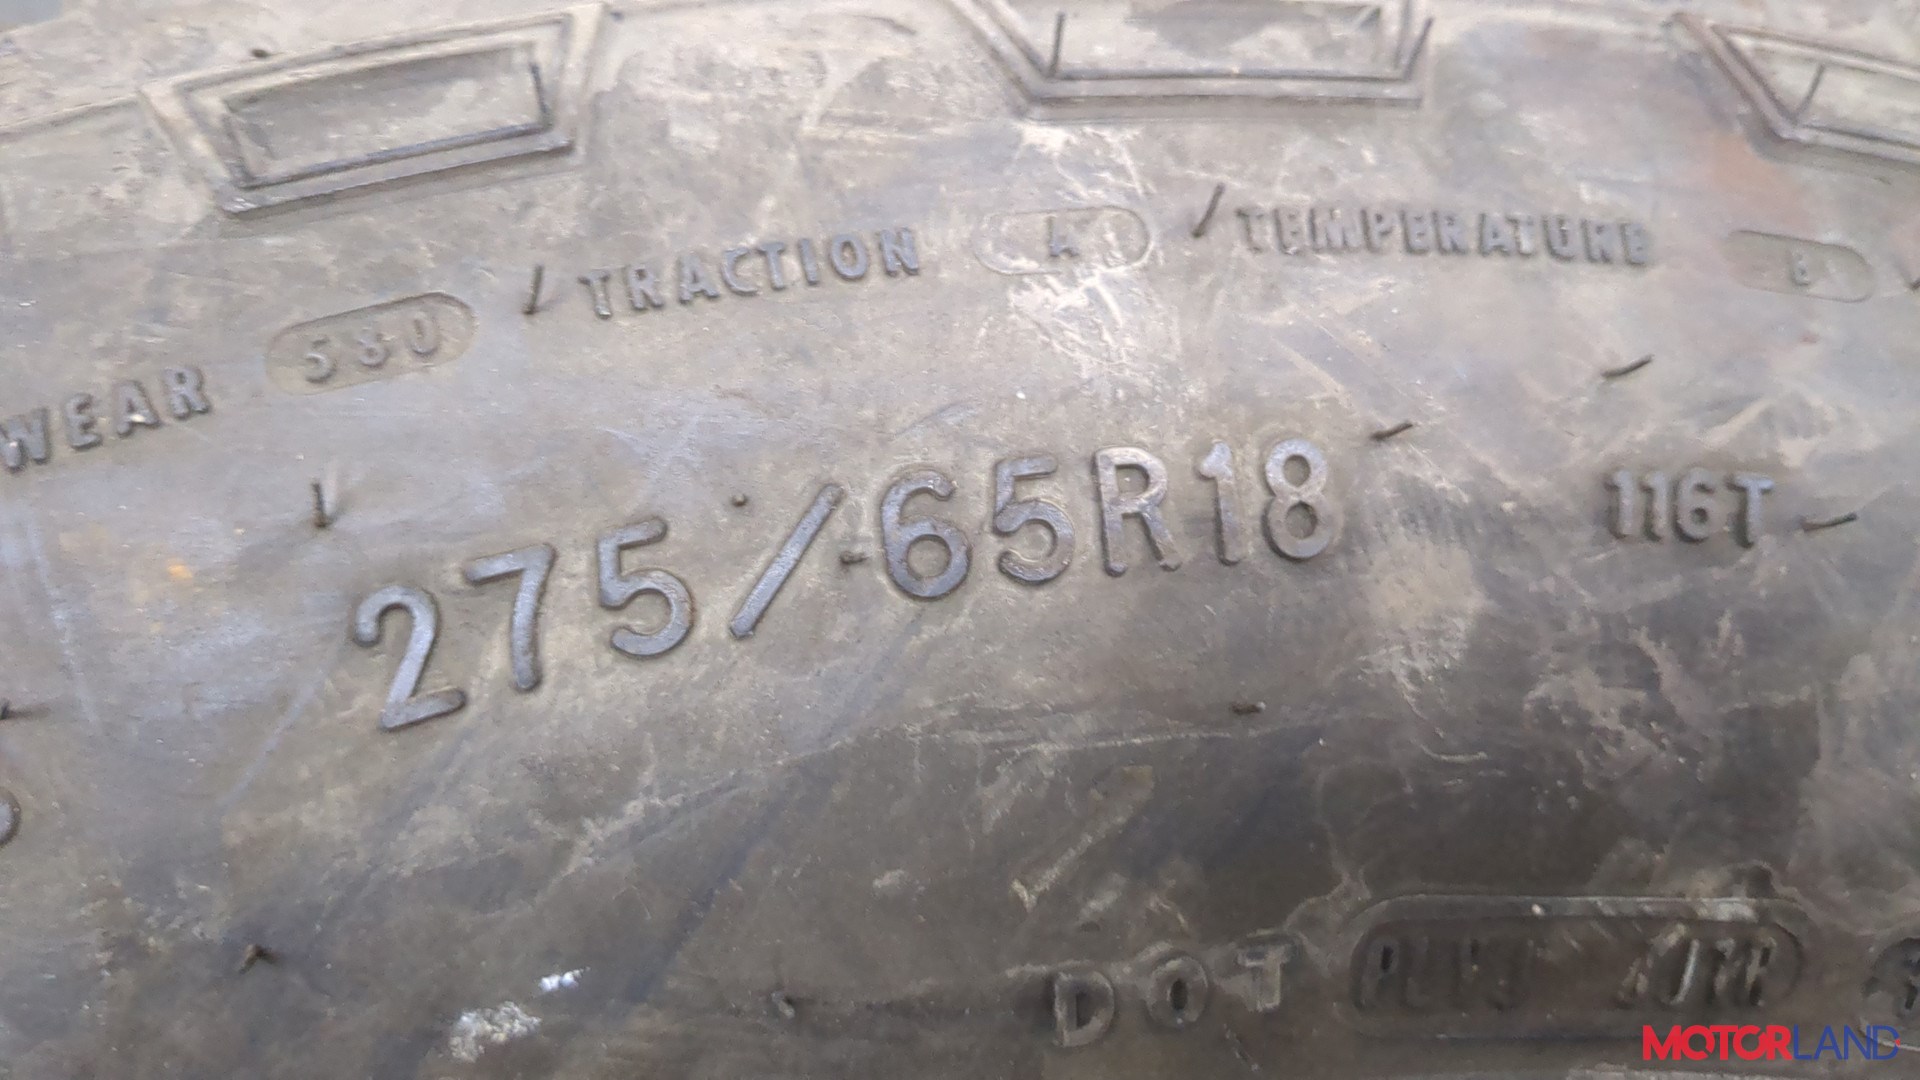 WEAR 580 / TRACTION A / TEMPERATURE B
275/65R18 116T
DOT
MOTORLAND